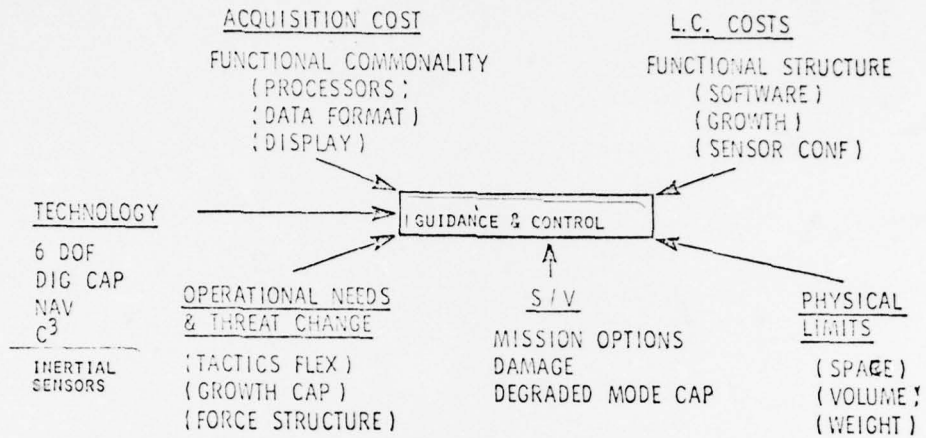 ACQUISITION COST
FUNCTIONAL COMMONALITY
(PROCESSORS)
(DATA FORMAT)
(DISPLAY)
L.C. COSTS
FUNCTIONAL STRUCTURE
(SOFTWARE)
(GROWTH)
(SENSOR CONF)
GUIDANCE & CONTROL
TECHNOLOGY
6 DOF
DIG CAP
NAV
C³
INERTIAL
SENSORS
OPERATIONAL NEEDS
& THREAT CHANGE
(TACTICS FLEX)
(GROWTH CAP)
(FORCE STRUCTURE)
S/V
MISSION OPTIONS
DAMAGE
DEGRADED MODE CAP
PHYSICAL
LIMITS
(SPACE)
(VOLUME)
(WEIGHT)